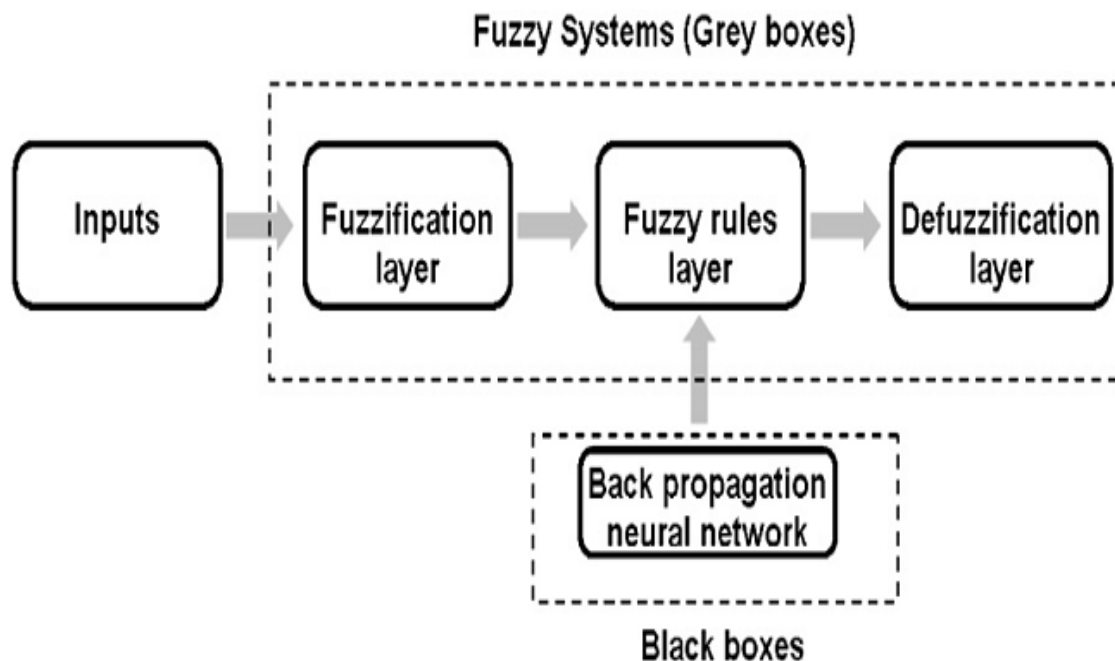 Fuzzy Systems (Grey boxes)
Inputs
Fuzzification
layer
Fuzzy rules
layer
Defuzzification
layer
Back propagation
neural network
Black boxes